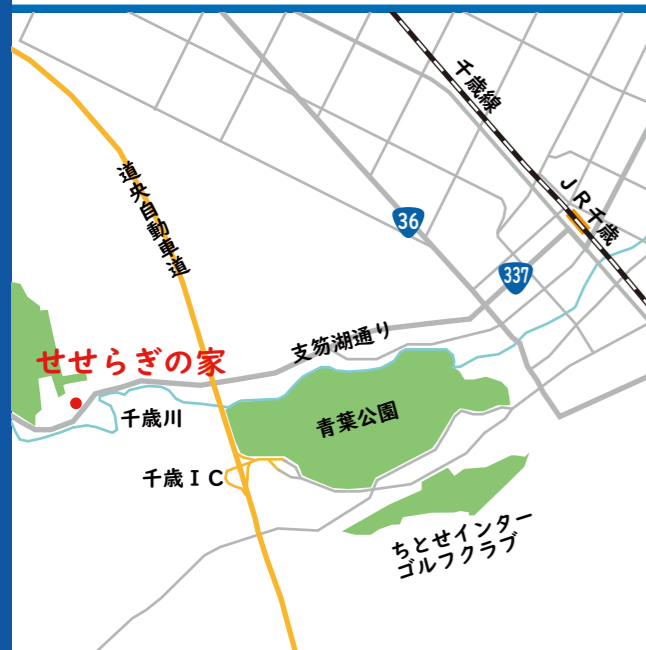 千歳線
道央自動車道
JR千歳
36
337
支笏湖通り
せせらぎの家
千歳川
青葉公園
千歳IC
ちとせインター
ゴルフクラブ